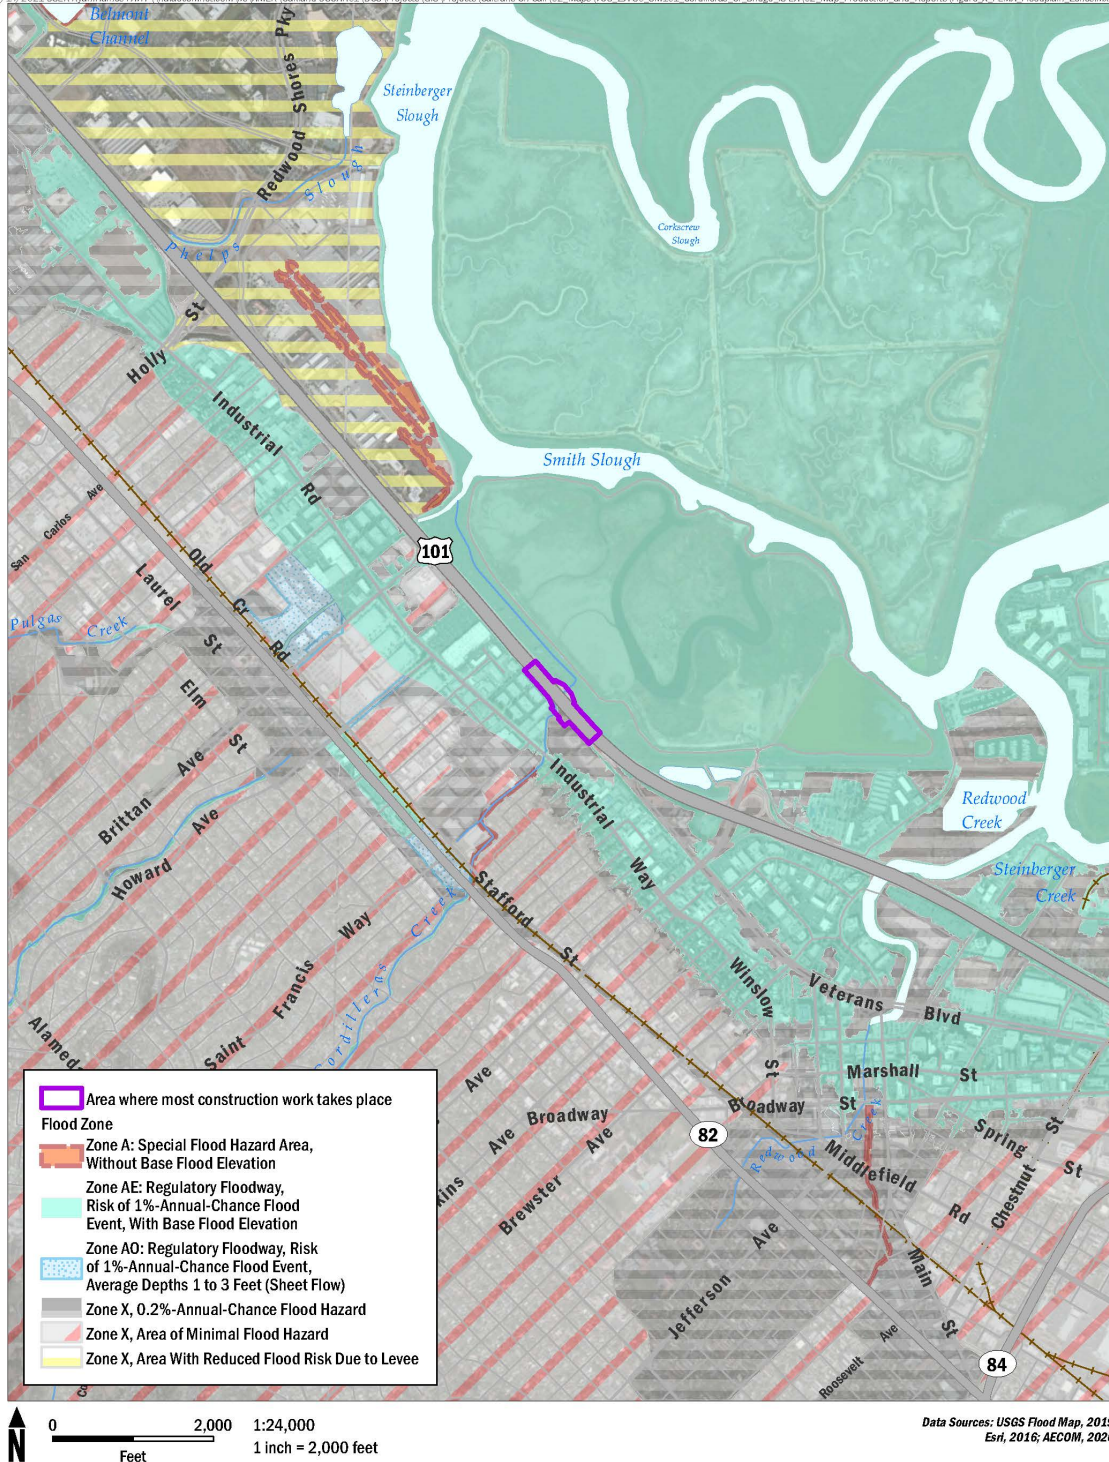 Belmont
Channel
Redwood Shores Pky
Steinberger
Slough
Phelps Slough
Corkscrew
Slough
Holly St
Industrial Rd
Smith Slough
101
San Carlos Ave
Old Cr Rd
Laurel St
Pulgas Creek
Elm St
Brittan Ave
Howard Ave
Industrial Way
Redwood
Creek
Steinberger
Creek
Stafford St
Cordilleras Creek
Saint Francis Way
Alameda
Winslow St
Veterans Blvd
Marshall St
Broadway St
Broadway
Ave
Ave
Brewster Ave
82
Redwood Creek
Middlefield Rd
Spring St
Chestnut St
Main St
Jefferson Ave
Roosevelt Ave
84
Area where most construction work takes place
Flood Zone
Zone A: Special Flood Hazard Area,
Without Base Flood Elevation
Zone AE: Regulatory Floodway,
Risk of 1%-Annual-Chance Flood
Event, With Base Flood Elevation
Zone AO: Regulatory Floodway, Risk
of 1%-Annual-Chance Flood Event,
Average Depths 1 to 3 Feet (Sheet Flow)
Zone X, 0.2%-Annual-Chance Flood Hazard
Zone X, Area of Minimal Flood Hazard
Zone X, Area With Reduced Flood Risk Due to Levee
N
0 2,000
Feet
1:24,000
1 inch = 2,000 feet
Data Sources: USGS Flood Map, 2019
Esri, 2016; AECOM, 2020